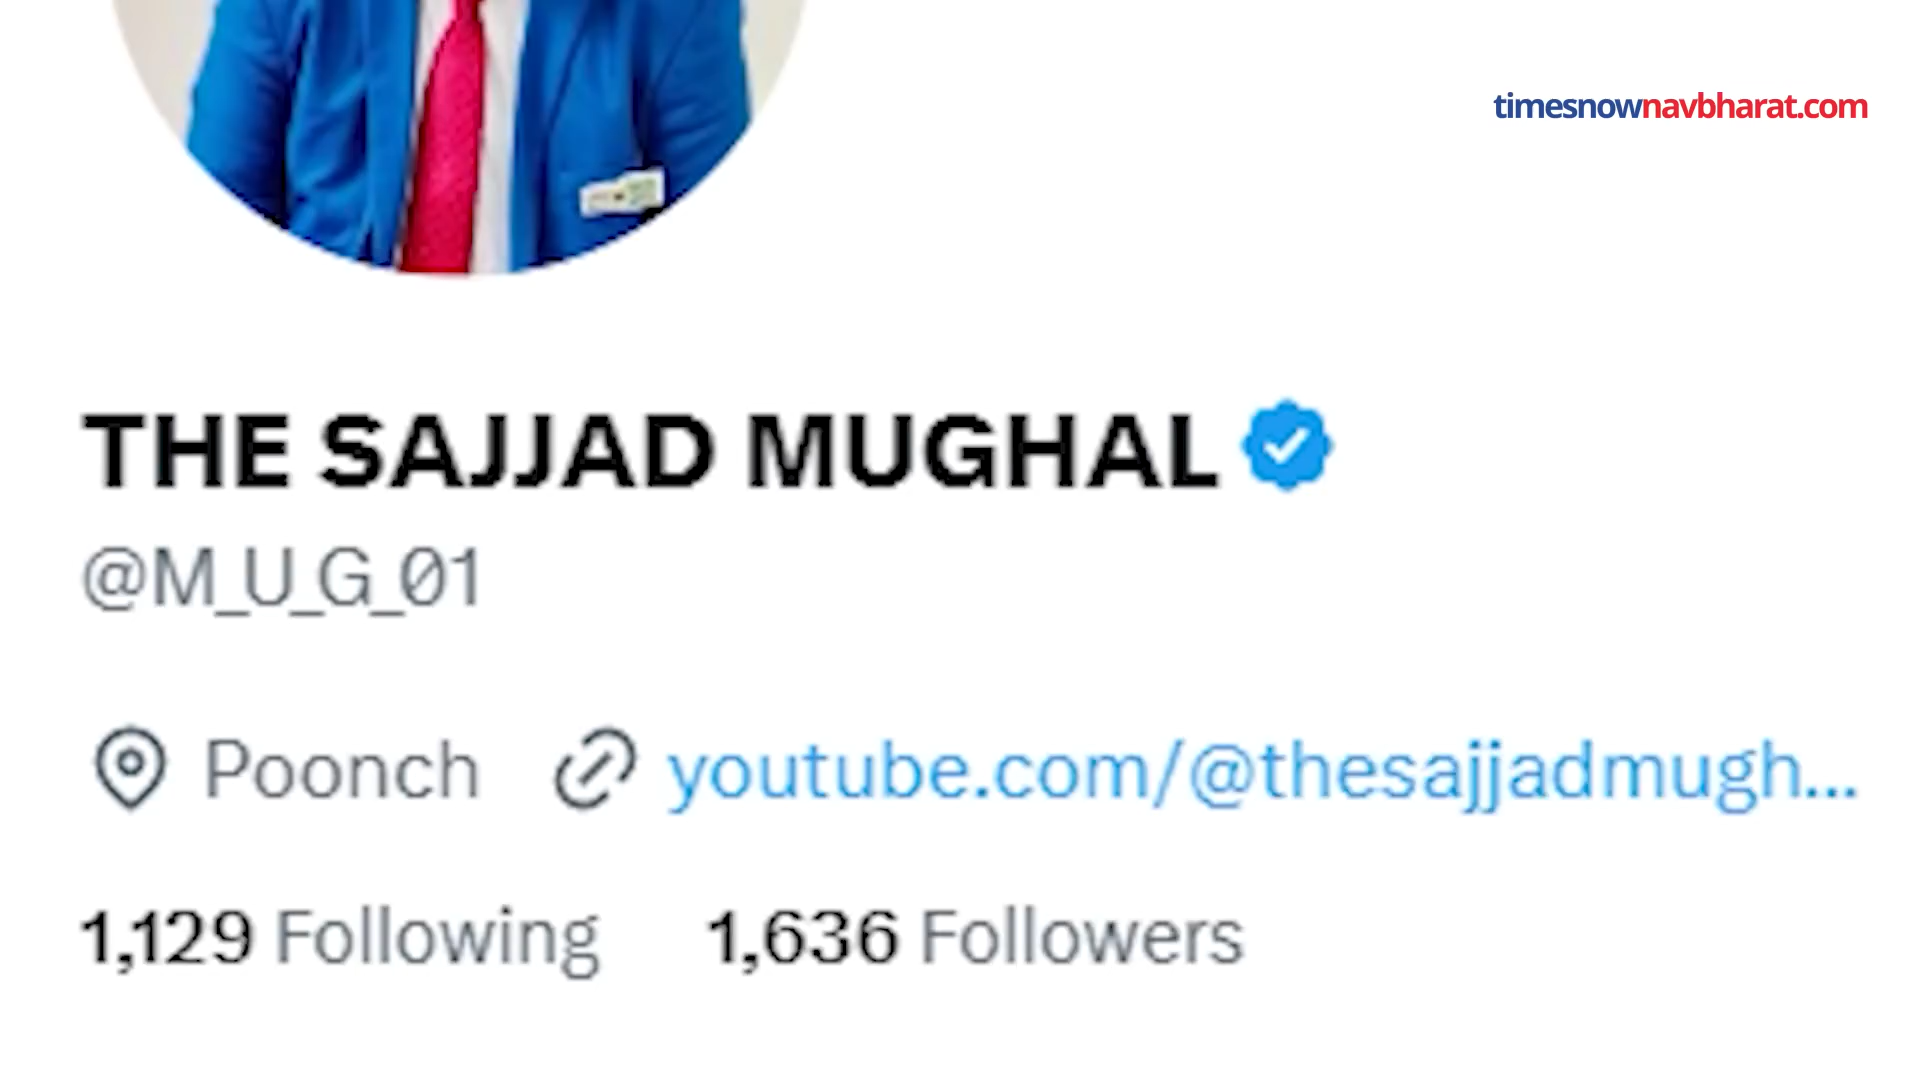 timesnownavbharat.com
THE SAJJAD MUGHAL
@M_U_G_01
Poonch youtube.com/@thesajjadmugh...
1,129 Following 1,636 Followers